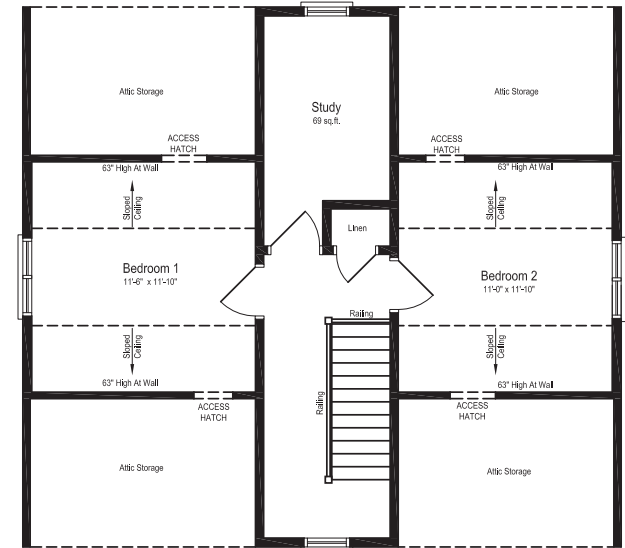 Attic Storage
Study
69 sq.ft.
Attic Storage
ACCESS
HATCH
ACCESS
HATCH
63" High At Wall
63" High At Wall
Sloped
Ceiling
Sloped
Ceiling
Linen
Bedroom 1
11'-6" x 11'-10"
Bedroom 2
11'-0" x 11'-10"
Railing
Sloped
Ceiling
Sloped
Ceiling
63" High At Wall
63" High At Wall
Railing
ACCESS
HATCH
ACCESS
HATCH
Attic Storage
Attic Storage